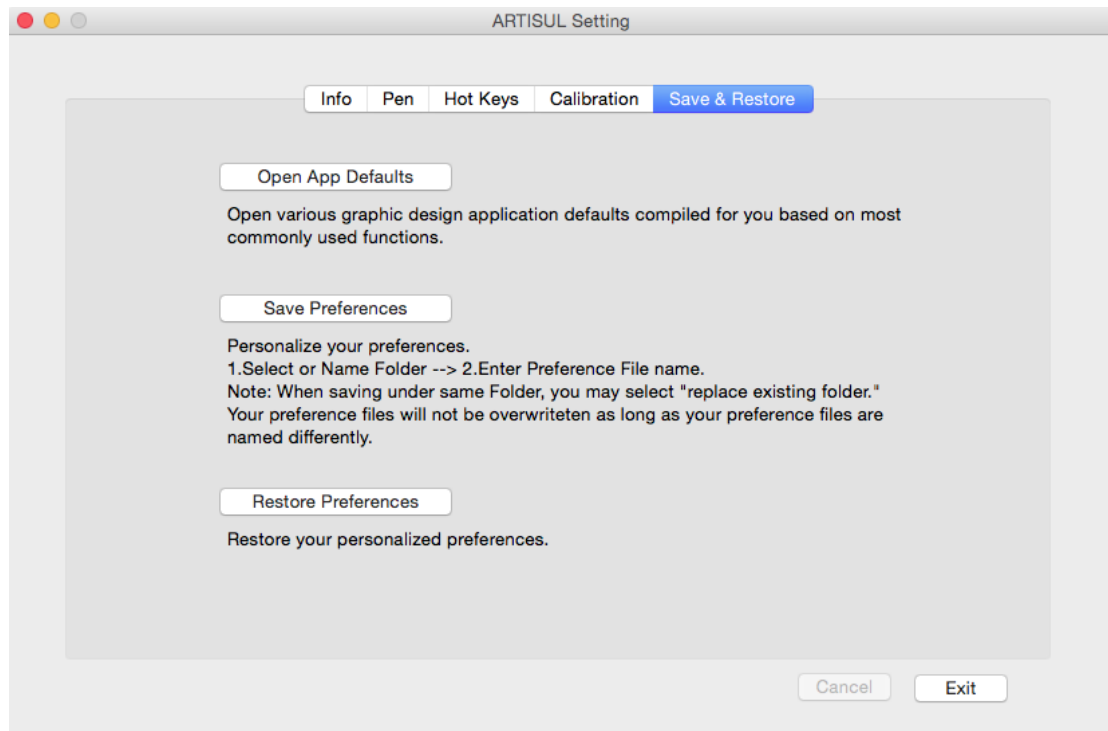 ARTISUL Setting
Info Pen Hot Keys Calibration Save & Restore
Open App Defaults
Open various graphic design application defaults compiled for you based on most
commonly used functions.
Save Preferences
Personalize your preferences.
1.Select or Name Folder --> 2.Enter Preference File name.
Note: When saving under same Folder, you may select "replace existing folder."
Your preference files will not be overwriteten as long as your preference files are
named differently.
Restore Preferences
Restore your personalized preferences.
Cancel Exit